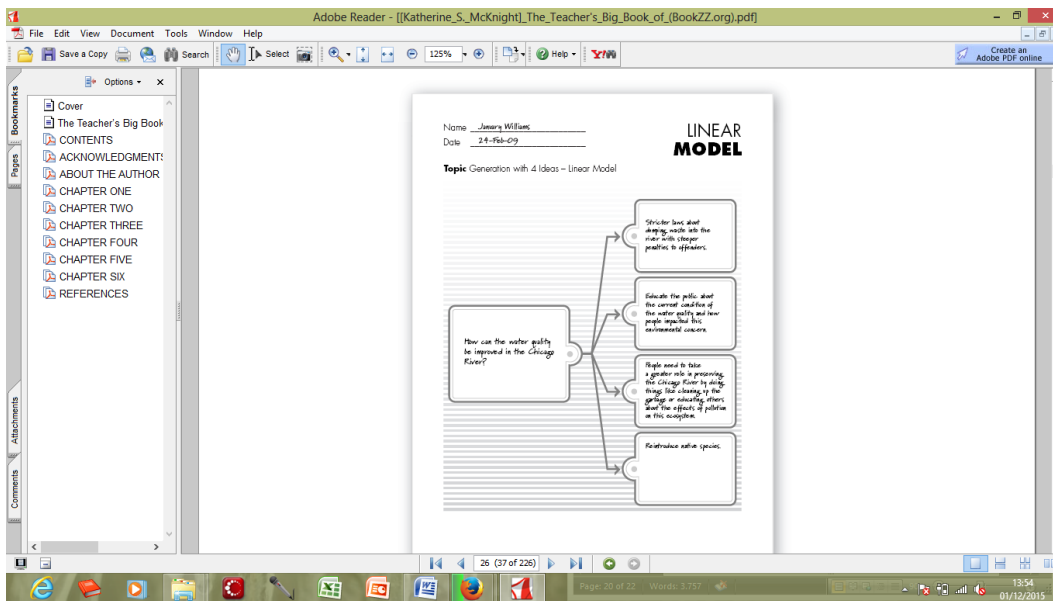 Adobe Reader - [[Katherine_S._McKnight]_The_Teacher's_Big_Book_of_(BookZZ.org).pdf]
File Edit View Document Tools Window Help
Save a Copy Search Select 125% Help Y!
Create an
Adobe PDF online
Options
Bookmarks
Pages
Attachments
Comments
Cover
The Teacher's Big Book
CONTENTS
ACKNOWLEDGMENTS
ABOUT THE AUTHOR
CHAPTER ONE
CHAPTER TWO
CHAPTER THREE
CHAPTER FOUR
CHAPTER FIVE
CHAPTER SIX
REFERENCES
Name January Williams
Date 24-Feb-09
LINEAR
MODEL
Topic Generation with 4 Ideas – Linear Model
How can the water quality
be improved in the Chicago
River?
Stricter laws about
dumping waste into the
river with steeper
penalties to offenders.
Educate the public about
the current condition of
the water quality and how
people impacted this
environmental concern.
People need to take
a greater role in preserving
the Chicago River by doing
things like cleaning up the
garbage or educating others
about the effects of pollution
on this ecosystem.
Reintroduce native species.
26 (37 of 226)
Page: 20 of 22 Words: 3.757
13:54
01/12/2015